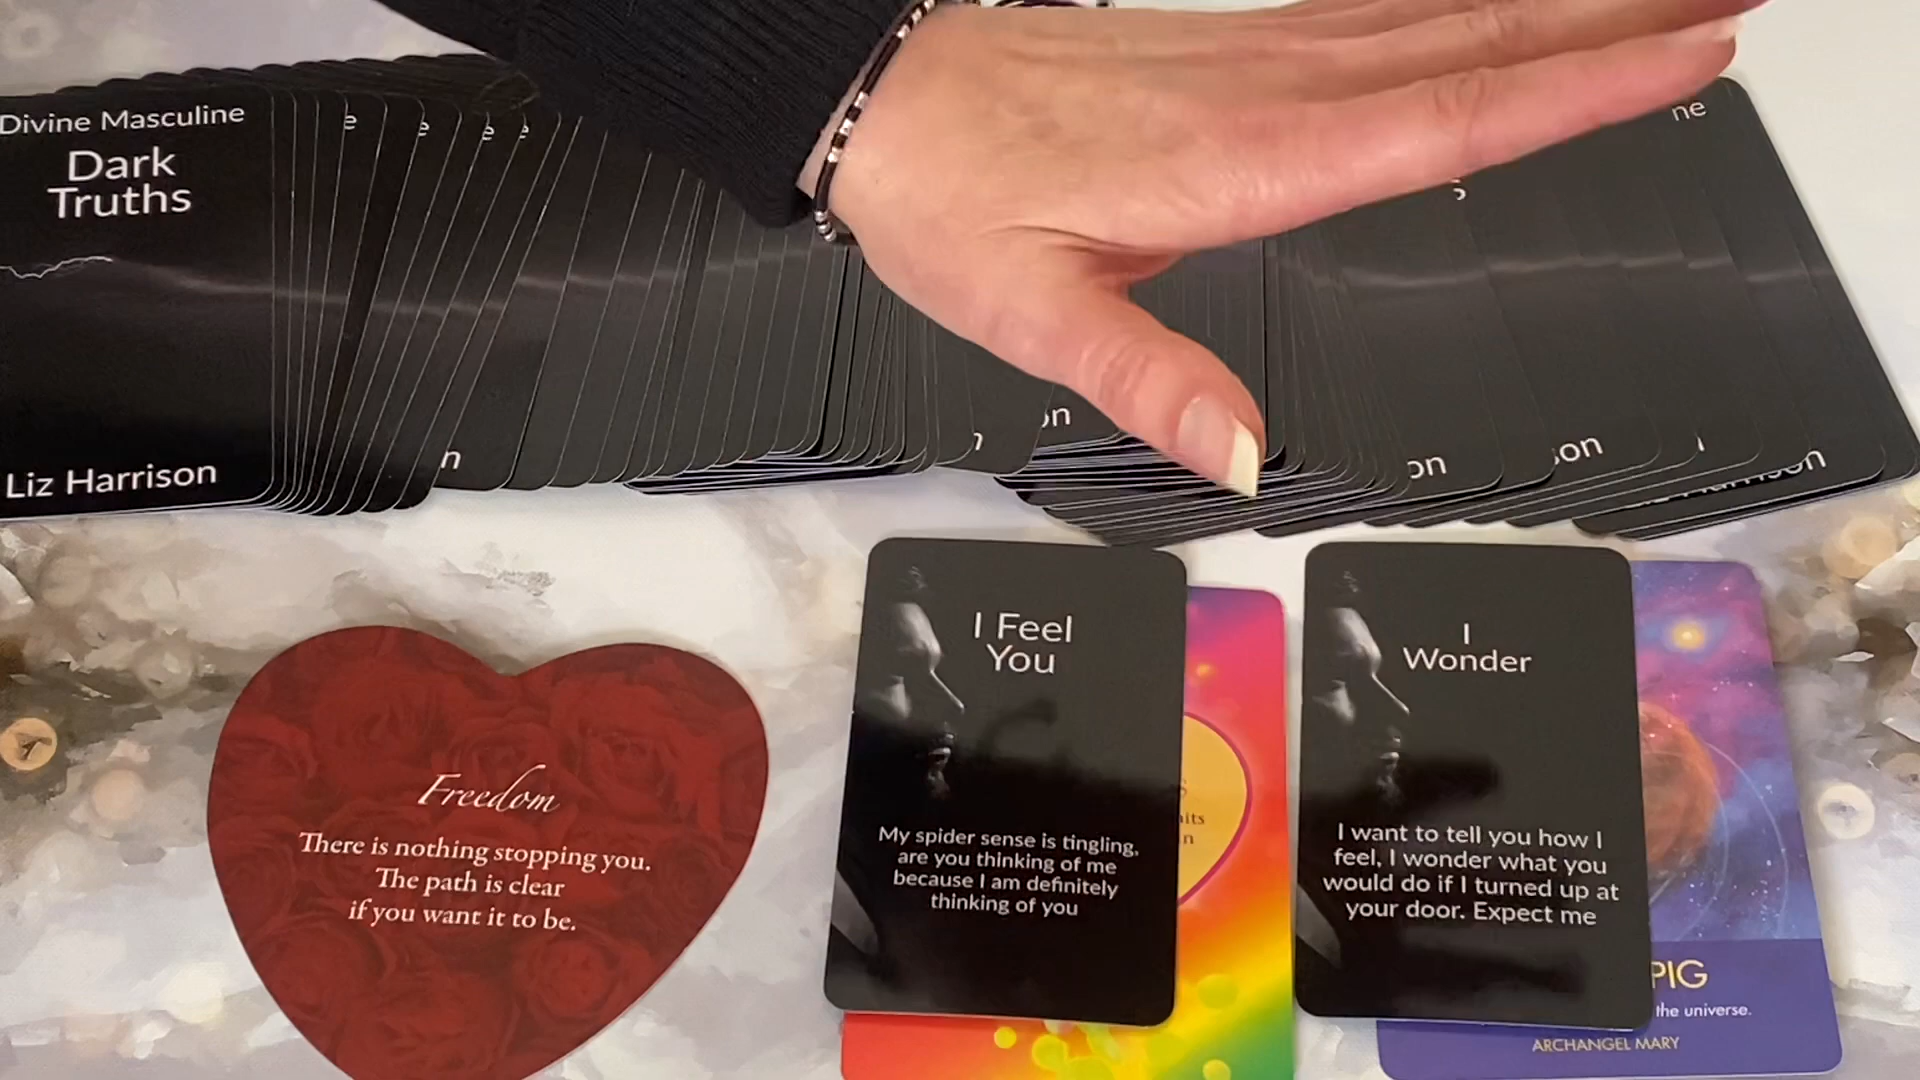 Divine Masculine
Dark
Truths
Liz Harrison
Freedom
There is nothing stopping you.
The path is clear
if you want it to be.
I Feel
You
My spider sense is tingling,
are you thinking of me
because I am definitely
thinking of you
I
Wonder
I want to tell you how I
feel, I wonder what you
would do if I turned up at
your door. Expect me
PIG
the universe.
ARCHANGEL MARY